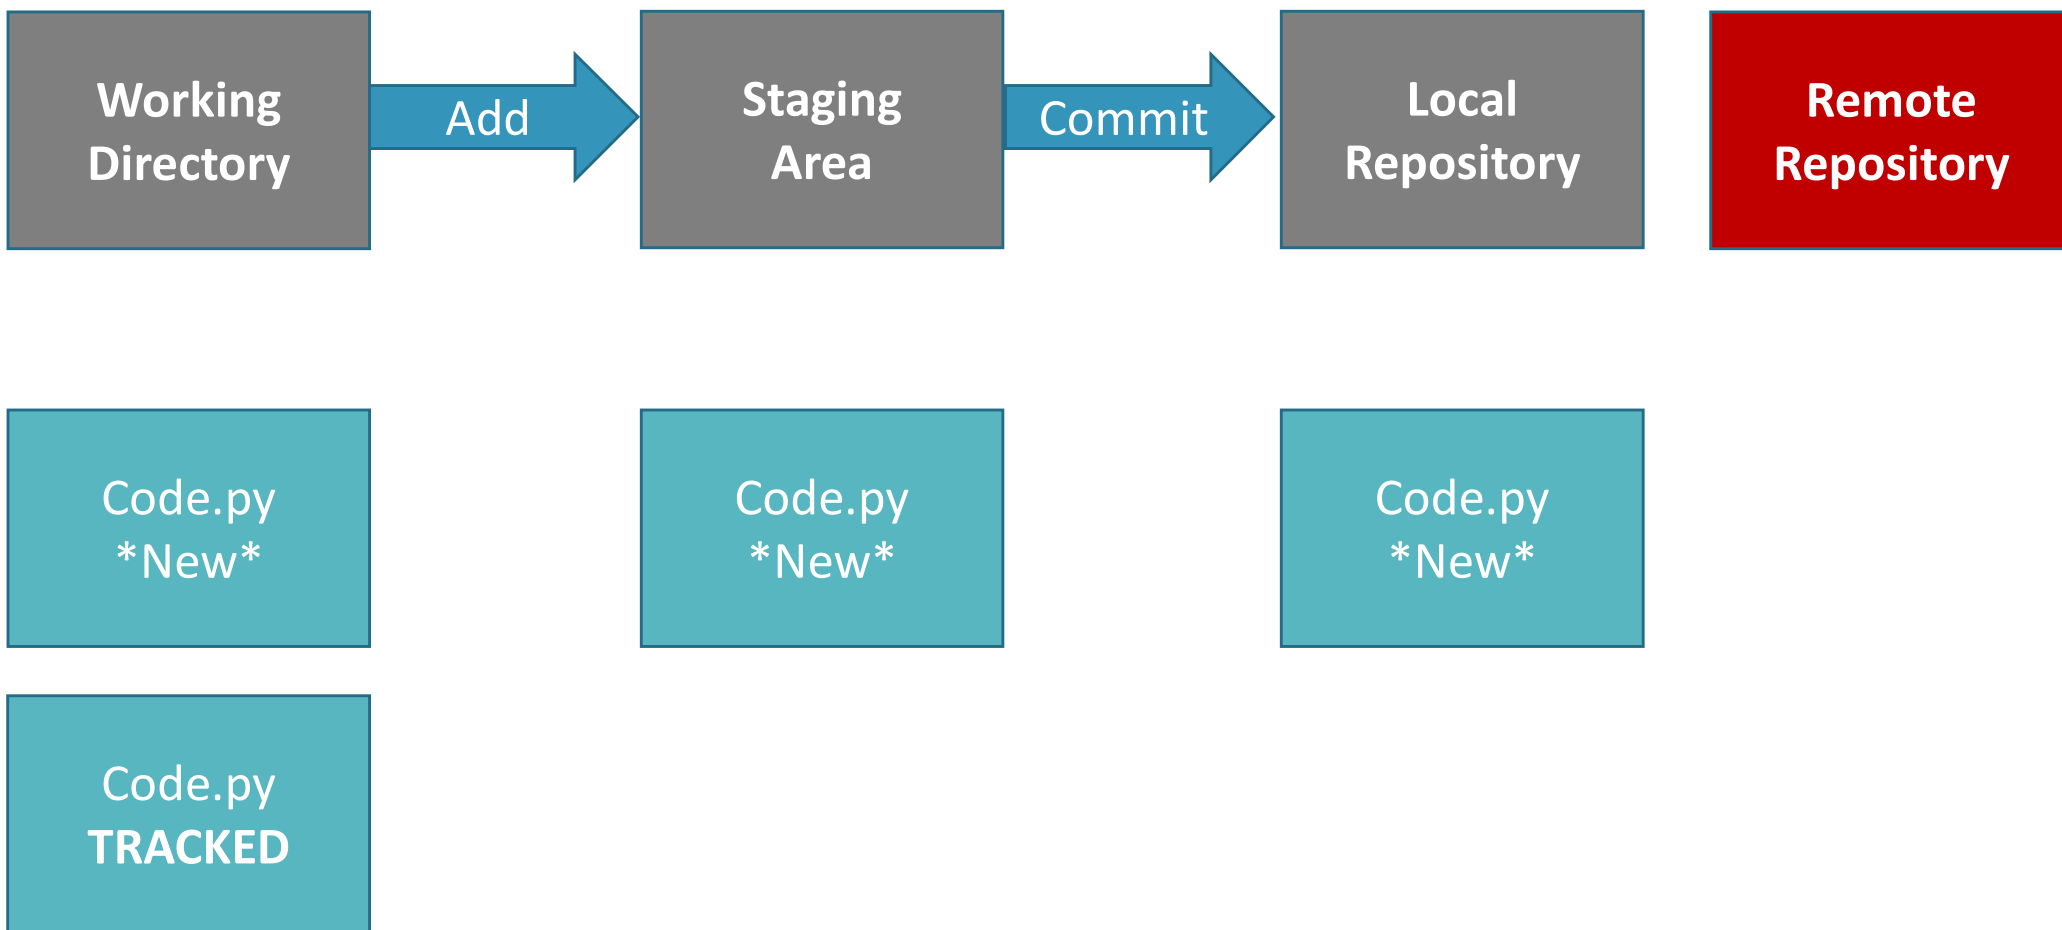 Working
Directory
Add
Staging
Area
Commit
Local
Repository
Remote
Repository
Code.py
*New*
Code.py
*New*
Code.py
*New*
Code.py
TRACKED